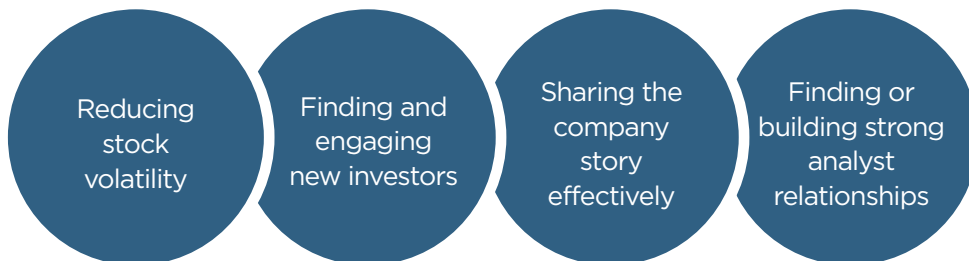 Reducing
stock
volatility
Finding and
engaging
new investors
Sharing the
company
story
effectively
Finding or
building strong
analyst
relationships